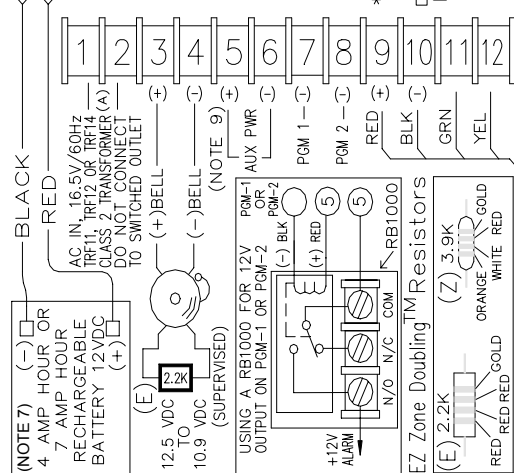 1 2 3 4 5 6 7 8 9 10 11 12
(+) (-) (+) (-) (-) (-) (+) (-)
BLACK
RED
AC IN, 16.5V/60Hz
TRF11, TRF12 OR TRF14
CLASS 2 TRANSFORMER(A)
DO NOT CONNECT
TO SWITCHED OUTLET
(+)BELL
(-)BELL
(NOTE 9)
AUX PWR
PGM 1
PGM 2
RED
BLK
GRN
YEL
(NOTE 7)
4 AMP HOUR OR
7 AMP HOUR
RECHARGEABLE
BATTERY 12VDC
(-)
(+)
(E)
2.2K
12.5 VDC
TO
10.9 VDC
(SUPERVISED)
USING A RB1000 FOR 12V
OUTPUT ON PGM-1 OR PGM-2
PGM-1
OR
PGM-2
(-) BLK
(+) RED
5
5
RB1000
N/O
N/C
COM
+12V
ALARM
EZ Zone Doubling™ Resistors
(E) 2.2K
RED
RED
RED
GOLD
(Z) 3.9K
ORANGE
WHITE
RED
GOLD